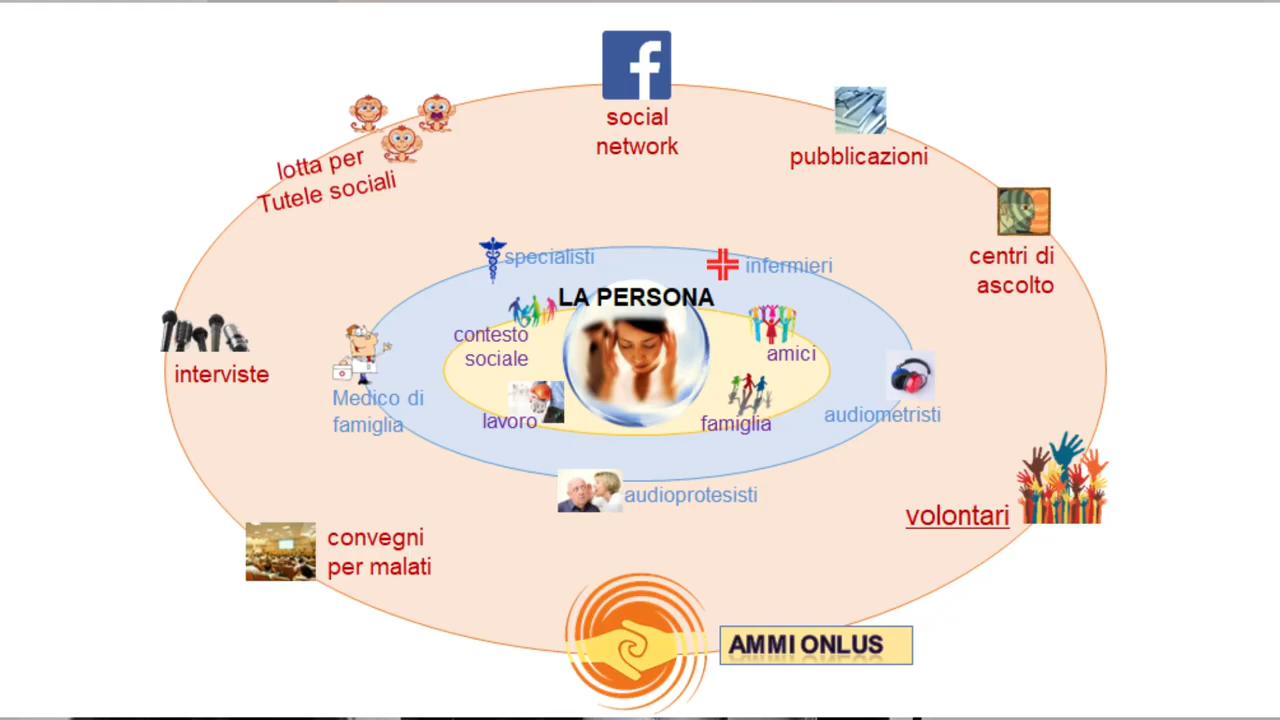 social
network
pubblicazioni
lotta per
Tutele sociali
centri di
ascolto
specialisti
infermieri
LA PERSONA
contesto
sociale
amici
interviste
Medico di
famiglia
lavoro
famiglia
audiometristi
audioprotesisti
volontari
convegni
per malati
AMMI ONLUS